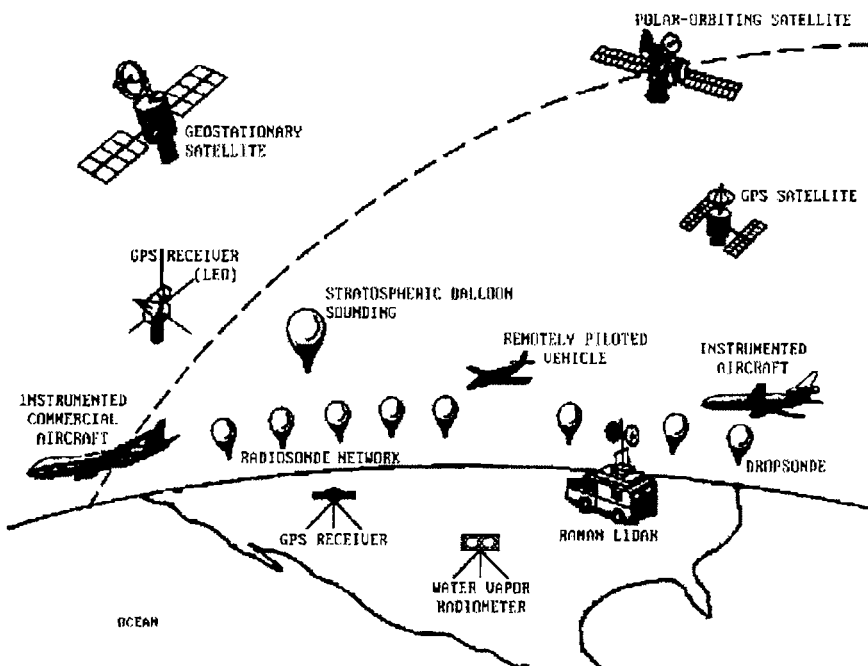 POLAR-ORBITING SATELLITE
GEOSTATIONARY
SATELLITE
GPS SATELLITE
GPS RECEIVER
(LEO)
STRATOSPHERIC BALLOON
SOUNDING
REMOTELY PILOTED
VEHICLE
INSTRUMENTED
AIRCRAFT
INSTRUMENTED
COMMERCIAL
AIRCRAFT
RADIOSONDE NETWORK
DROPSONDE
GPS RECEIVER
RAMAN LIDAR
WATER VAPOR
RADIOMETER
OCEAN